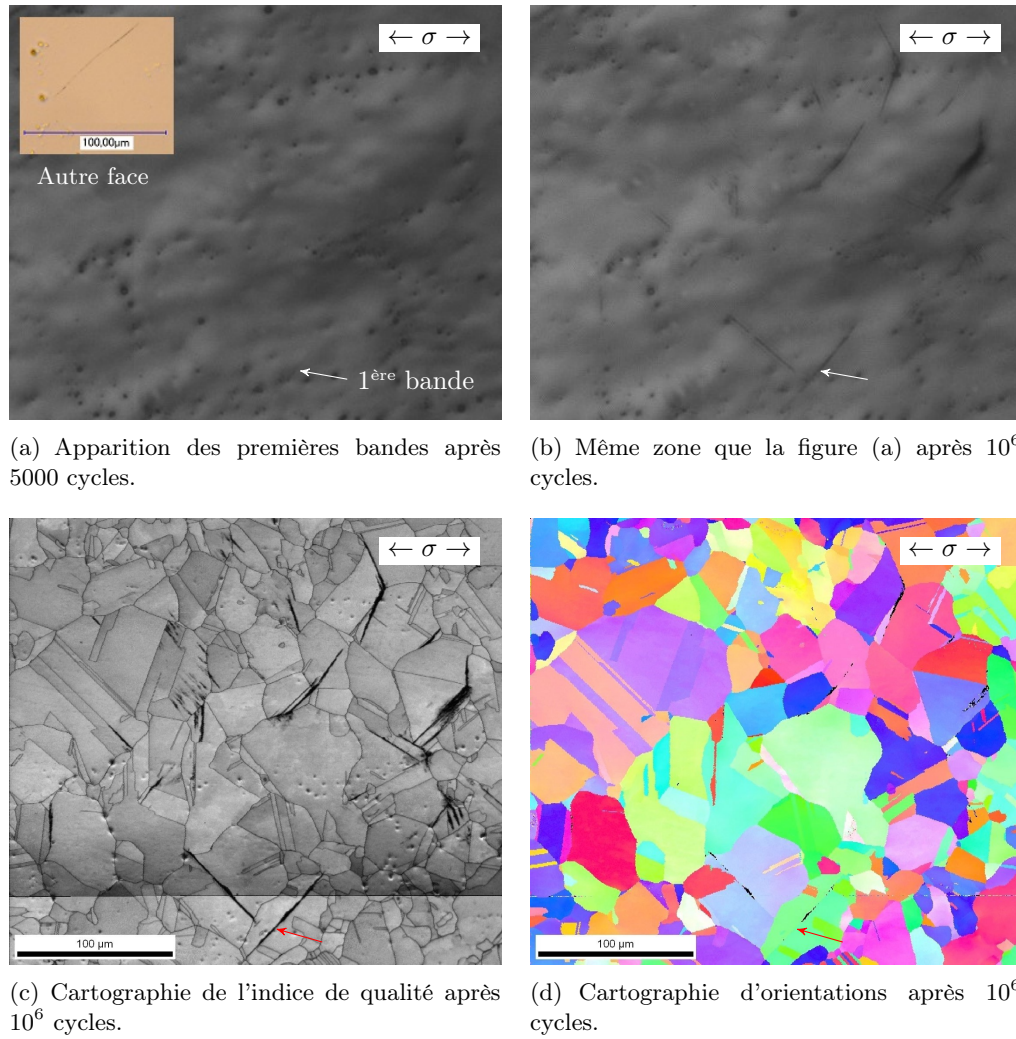 ← σ →
100,00µm
Autre face
1ère bande
← σ →
(a) Apparition des premières bandes après
5000 cycles.
(b) Même zone que la figure (a) après 10⁶
cycles.
← σ →
100 µm
← σ →
100 µm
(c) Cartographie de l'indice de qualité après
10⁶ cycles.
(d) Cartographie d'orientations après 10⁶
cycles.